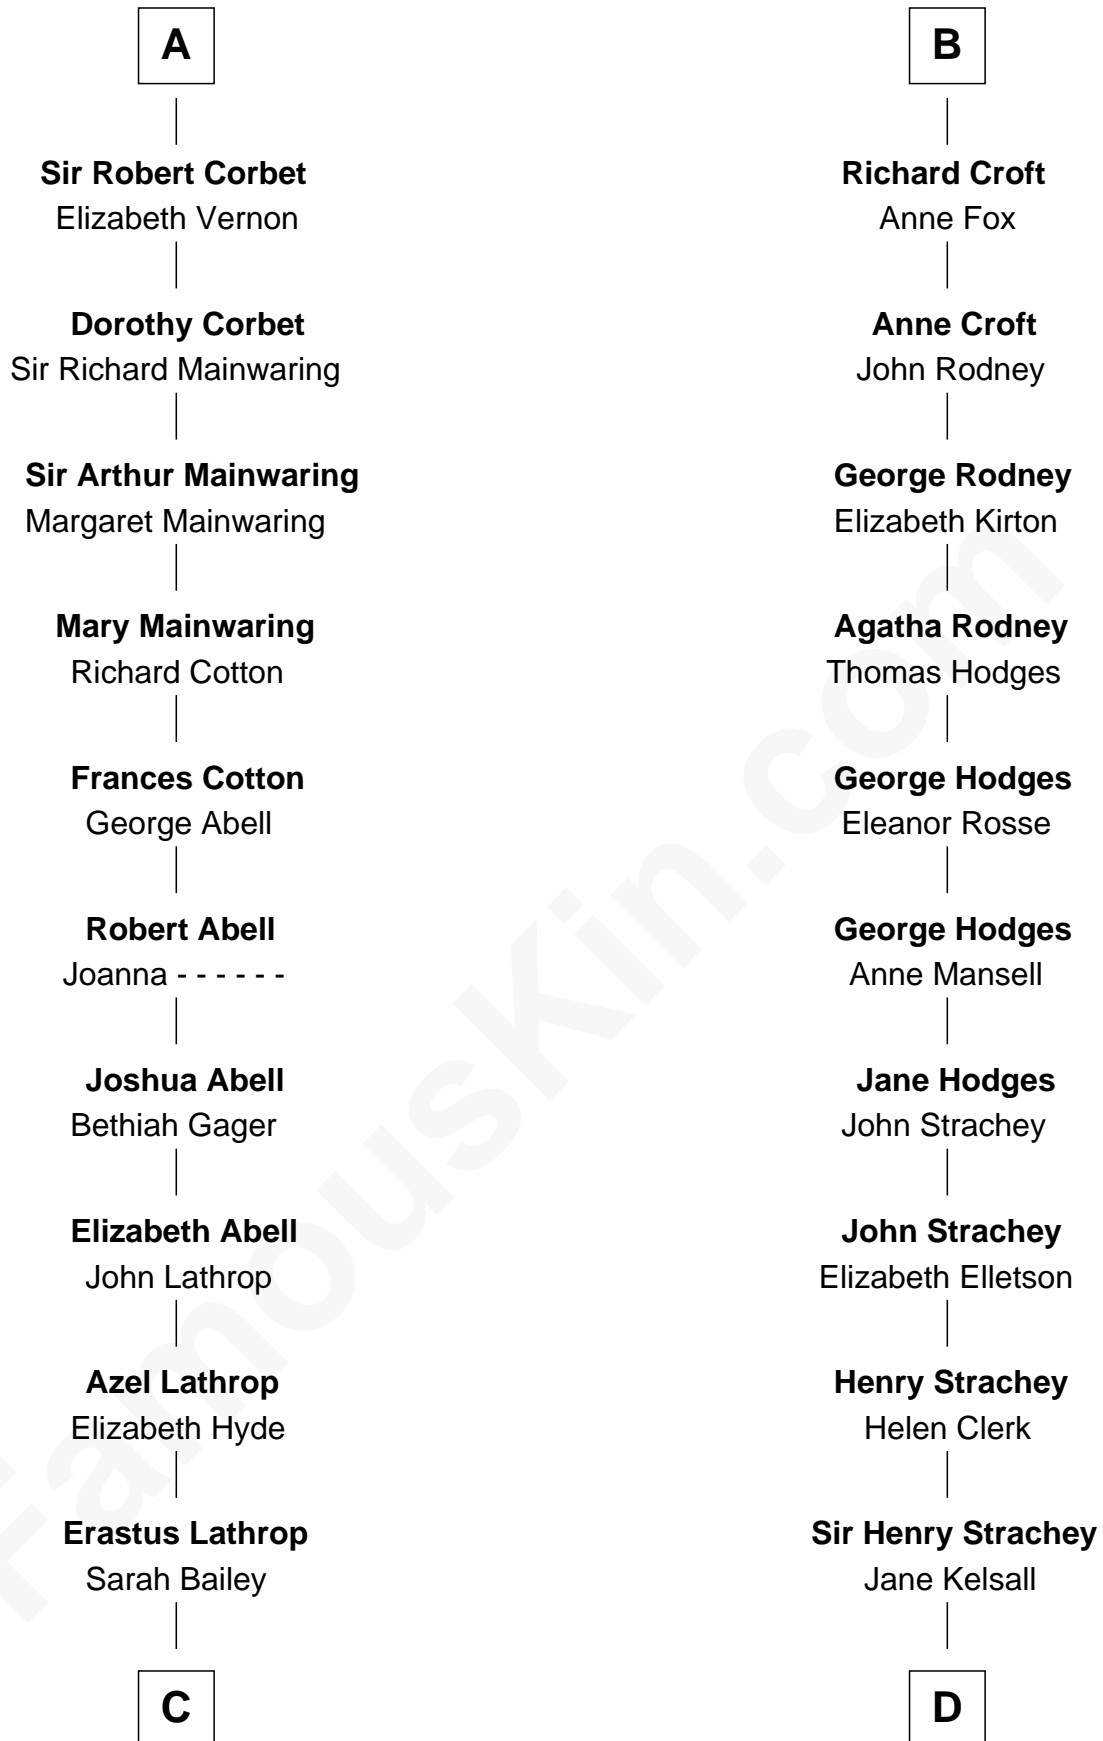 A
Sir Robert Corbet
Elizabeth Vernon
Dorothy Corbet
Sir Richard Mainwaring
Sir Arthur Mainwaring
Margaret Mainwaring
Mary Mainwaring
Richard Cotton
Frances Cotton
George Abell
Robert Abell
Joanna - - - - - -
Joshua Abell
Bethiah Gager
Elizabeth Abell
John Lathrop
Azel Lathrop
Elizabeth Hyde
Erastus Lathrop
Sarah Bailey
C
B
Richard Croft
Anne Fox
Anne Croft
John Rodney
George Rodney
Elizabeth Kirton
Agatha Rodney
Thomas Hodges
George Hodges
Eleanor Rosse
George Hodges
Anne Mansell
Jane Hodges
John Strachey
John Strachey
Elizabeth Elletson
Henry Strachey
Helen Clerk
Sir Henry Strachey
Jane Kelsall
D
FamousKin.com